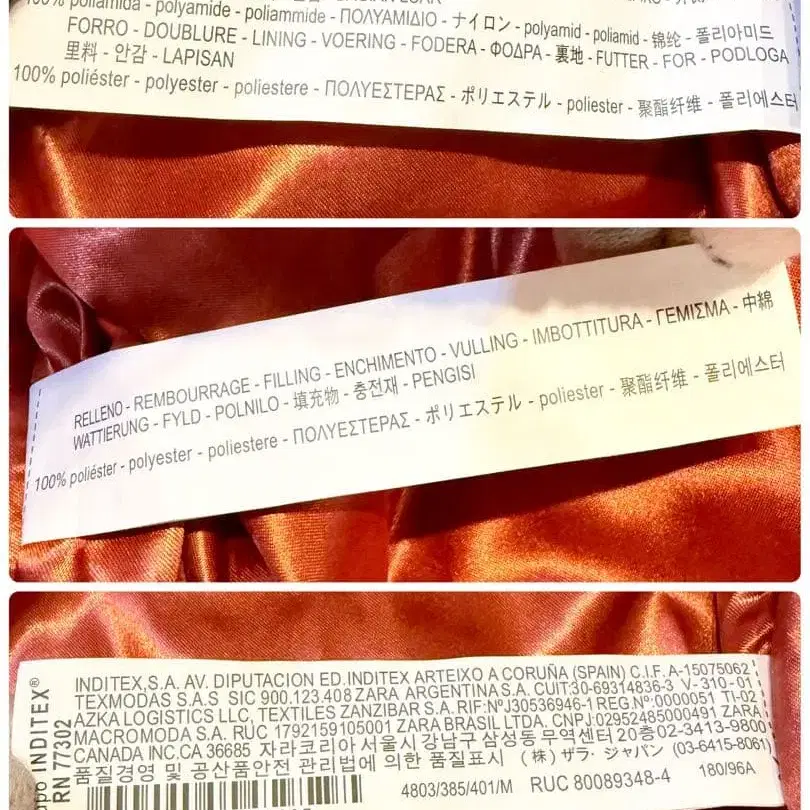 100% poliamida - polyamide - poliammide - ΠΟΛΥΑΜΙΔΙΟ - ナイロン - polyamid - poliamid - 锦纶 - 폴리아미드
FORRO - DOUBLURE - LINING - VOERING - FODERA - ΦΟΔΡΑ - 裏地 - FUTTER - FOR - PODLOGA
里料 - 안감 - LAPISAN
100% poliéster - polyester - poliestere - ΠΟΛΥΕΣΤΕΡΑΣ - ポリエステル - poliester - 聚酯纤维 - 폴리에스터
RELLENO - REMBOURRAGE - FILLING - ENCHIMENTO - VULLING - IMBOTTITURA - ΓΕΜΙΣΜΑ - 中綿
WATTIERUNG - FYLD - POLNILO - 填充物 - 충전재 - PENGISI
100% poliéster - polyester - poliestere - ΠΟΛΥΕΣΤΕΡΑΣ - ポリエステル - poliester - 聚酯纤维 - 폴리에스터
INDITEX®
RN 77302
INDITEX,S.A. AV. DIPUTACION ED.INDITEX ARTEIXO A CORUÑA (SPAIN) C.I.F. A-15075062
TEXMODAS S.A.S SIC 900.123.408 ZARA ARGENTINA S.A. CUIT:30-69314836-3 V-310-01
AZKA LOGISTICS LLC, TEXTILES ZANZIBAR S.A. RIF:NºJ30536946-1 REG.Nº:0000051 TI-02
MACROMODA S.A. RUC 1792159105001 ZARA BRASIL LTDA. CNPJ:02952485000491 ZARA
CANADA INC.CA 36685 자라코리아 서울시 강남구 삼성동 무역센터 20층 02-3413-9800
품질경영 및 공산품안전 관리법에 의한 품질표시 (株) ザラ・ジャパン (03-6415-8061)
4803/385/401/M RUC 80089348-4 180/96A